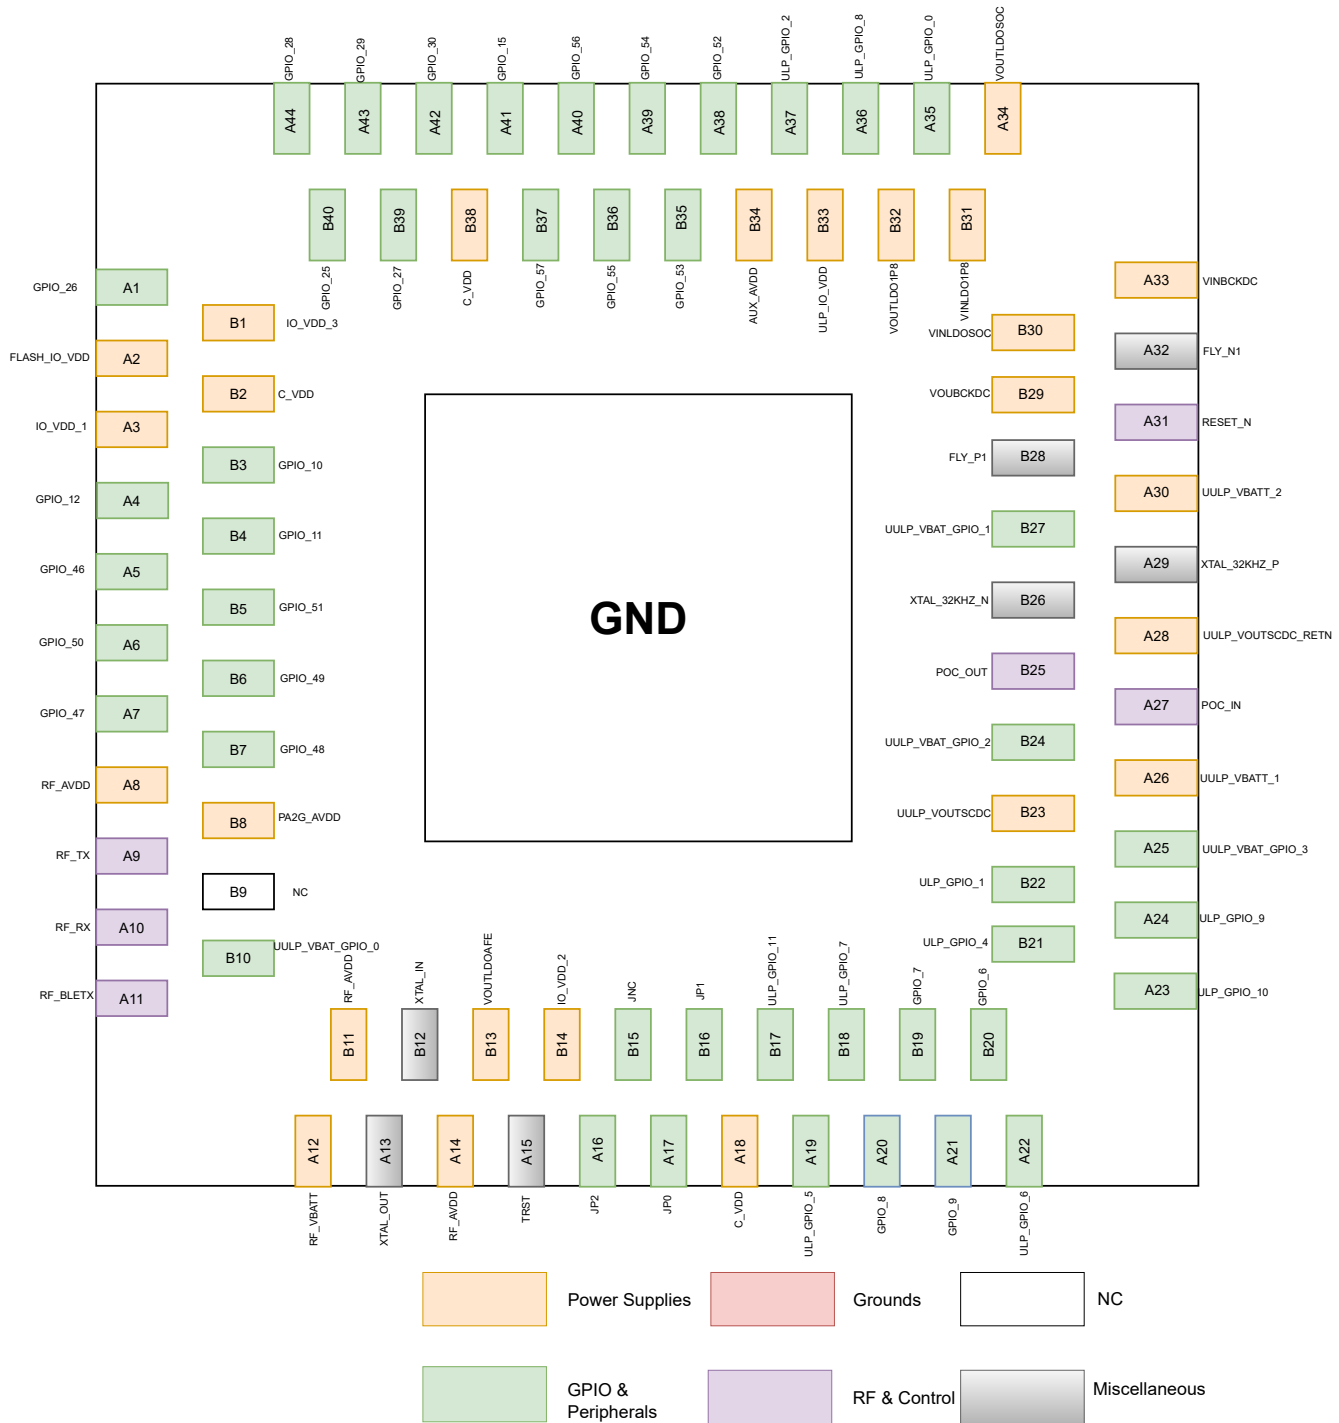 GPIO_28
GPIO_29
GPIO_30
GPIO_15
GPIO_56
GPIO_54
GPIO_52
ULP_GPIO_2
ULP_GPIO_8
ULP_GPIO_0
VOUTLDOSOC
A44
A43
A42
A41
A40
A39
A38
A37
A36
A35
A34
B40
B39
B38
B37
B36
B35
B34
B33
B32
B31
GPIO_25
GPIO_27
C_VDD
GPIO_57
GPIO_55
GPIO_53
AUX_AVDD
ULP_IO_VDD
VOUTLDO1P8
VINLDO1P8
GPIO_26 A1
FLASH_IO_VDD A2
IO_VDD_1 A3
GPIO_12 A4
GPIO_46 A5
GPIO_50 A6
GPIO_47 A7
RF_AVDD A8
RF_TX A9
RF_RX A10
RF_BLETX A11
B1 IO_VDD_3
B2 C_VDD
B3 GPIO_10
B4 GPIO_11
B5 GPIO_51
B6 GPIO_49
B7 GPIO_48
B8 PA2G_AVDD
B9 NC
B10 UULP_VBAT_GPIO_0
GND
VINLDOSOC B30
VOUBCKDC B29
FLY_P1 B28
UULP_VBAT_GPIO_1 B27
XTAL_32KHZ_N B26
POC_OUT B25
UULP_VBAT_GPIO_2 B24
UULP_VOUTSCDC B23
ULP_GPIO_1 B22
ULP_GPIO_4 B21
A33 VINBCKDC
A32 FLY_N1
A31 RESET_N
A30 UULP_VBATT_2
A29 XTAL_32KHZ_P
A28 UULP_VOUTSCDC_RETN
A27 POC_IN
A26 UULP_VBATT_1
A25 UULP_VBAT_GPIO_3
A24 ULP_GPIO_9
A23 ULP_GPIO_10
RF_AVDD
XTAL_IN
VOUTLDOAFE
IO_VDD_2
JNC
JP1
ULP_GPIO_11
ULP_GPIO_7
GPIO_7
GPIO_6
B11
B12
B13
B14
B15
B16
B17
B18
B19
B20
A12
A13
A14
A15
A16
A17
A18
A19
A20
A21
A22
RF_VBATT
XTAL_OUT
RF_AVDD
TRST
JP2
JP0
C_VDD
ULP_GPIO_5
GPIO_8
GPIO_9
ULP_GPIO_6
Power Supplies
Grounds
NC
GPIO &
Peripherals
RF & Control
Miscellaneous